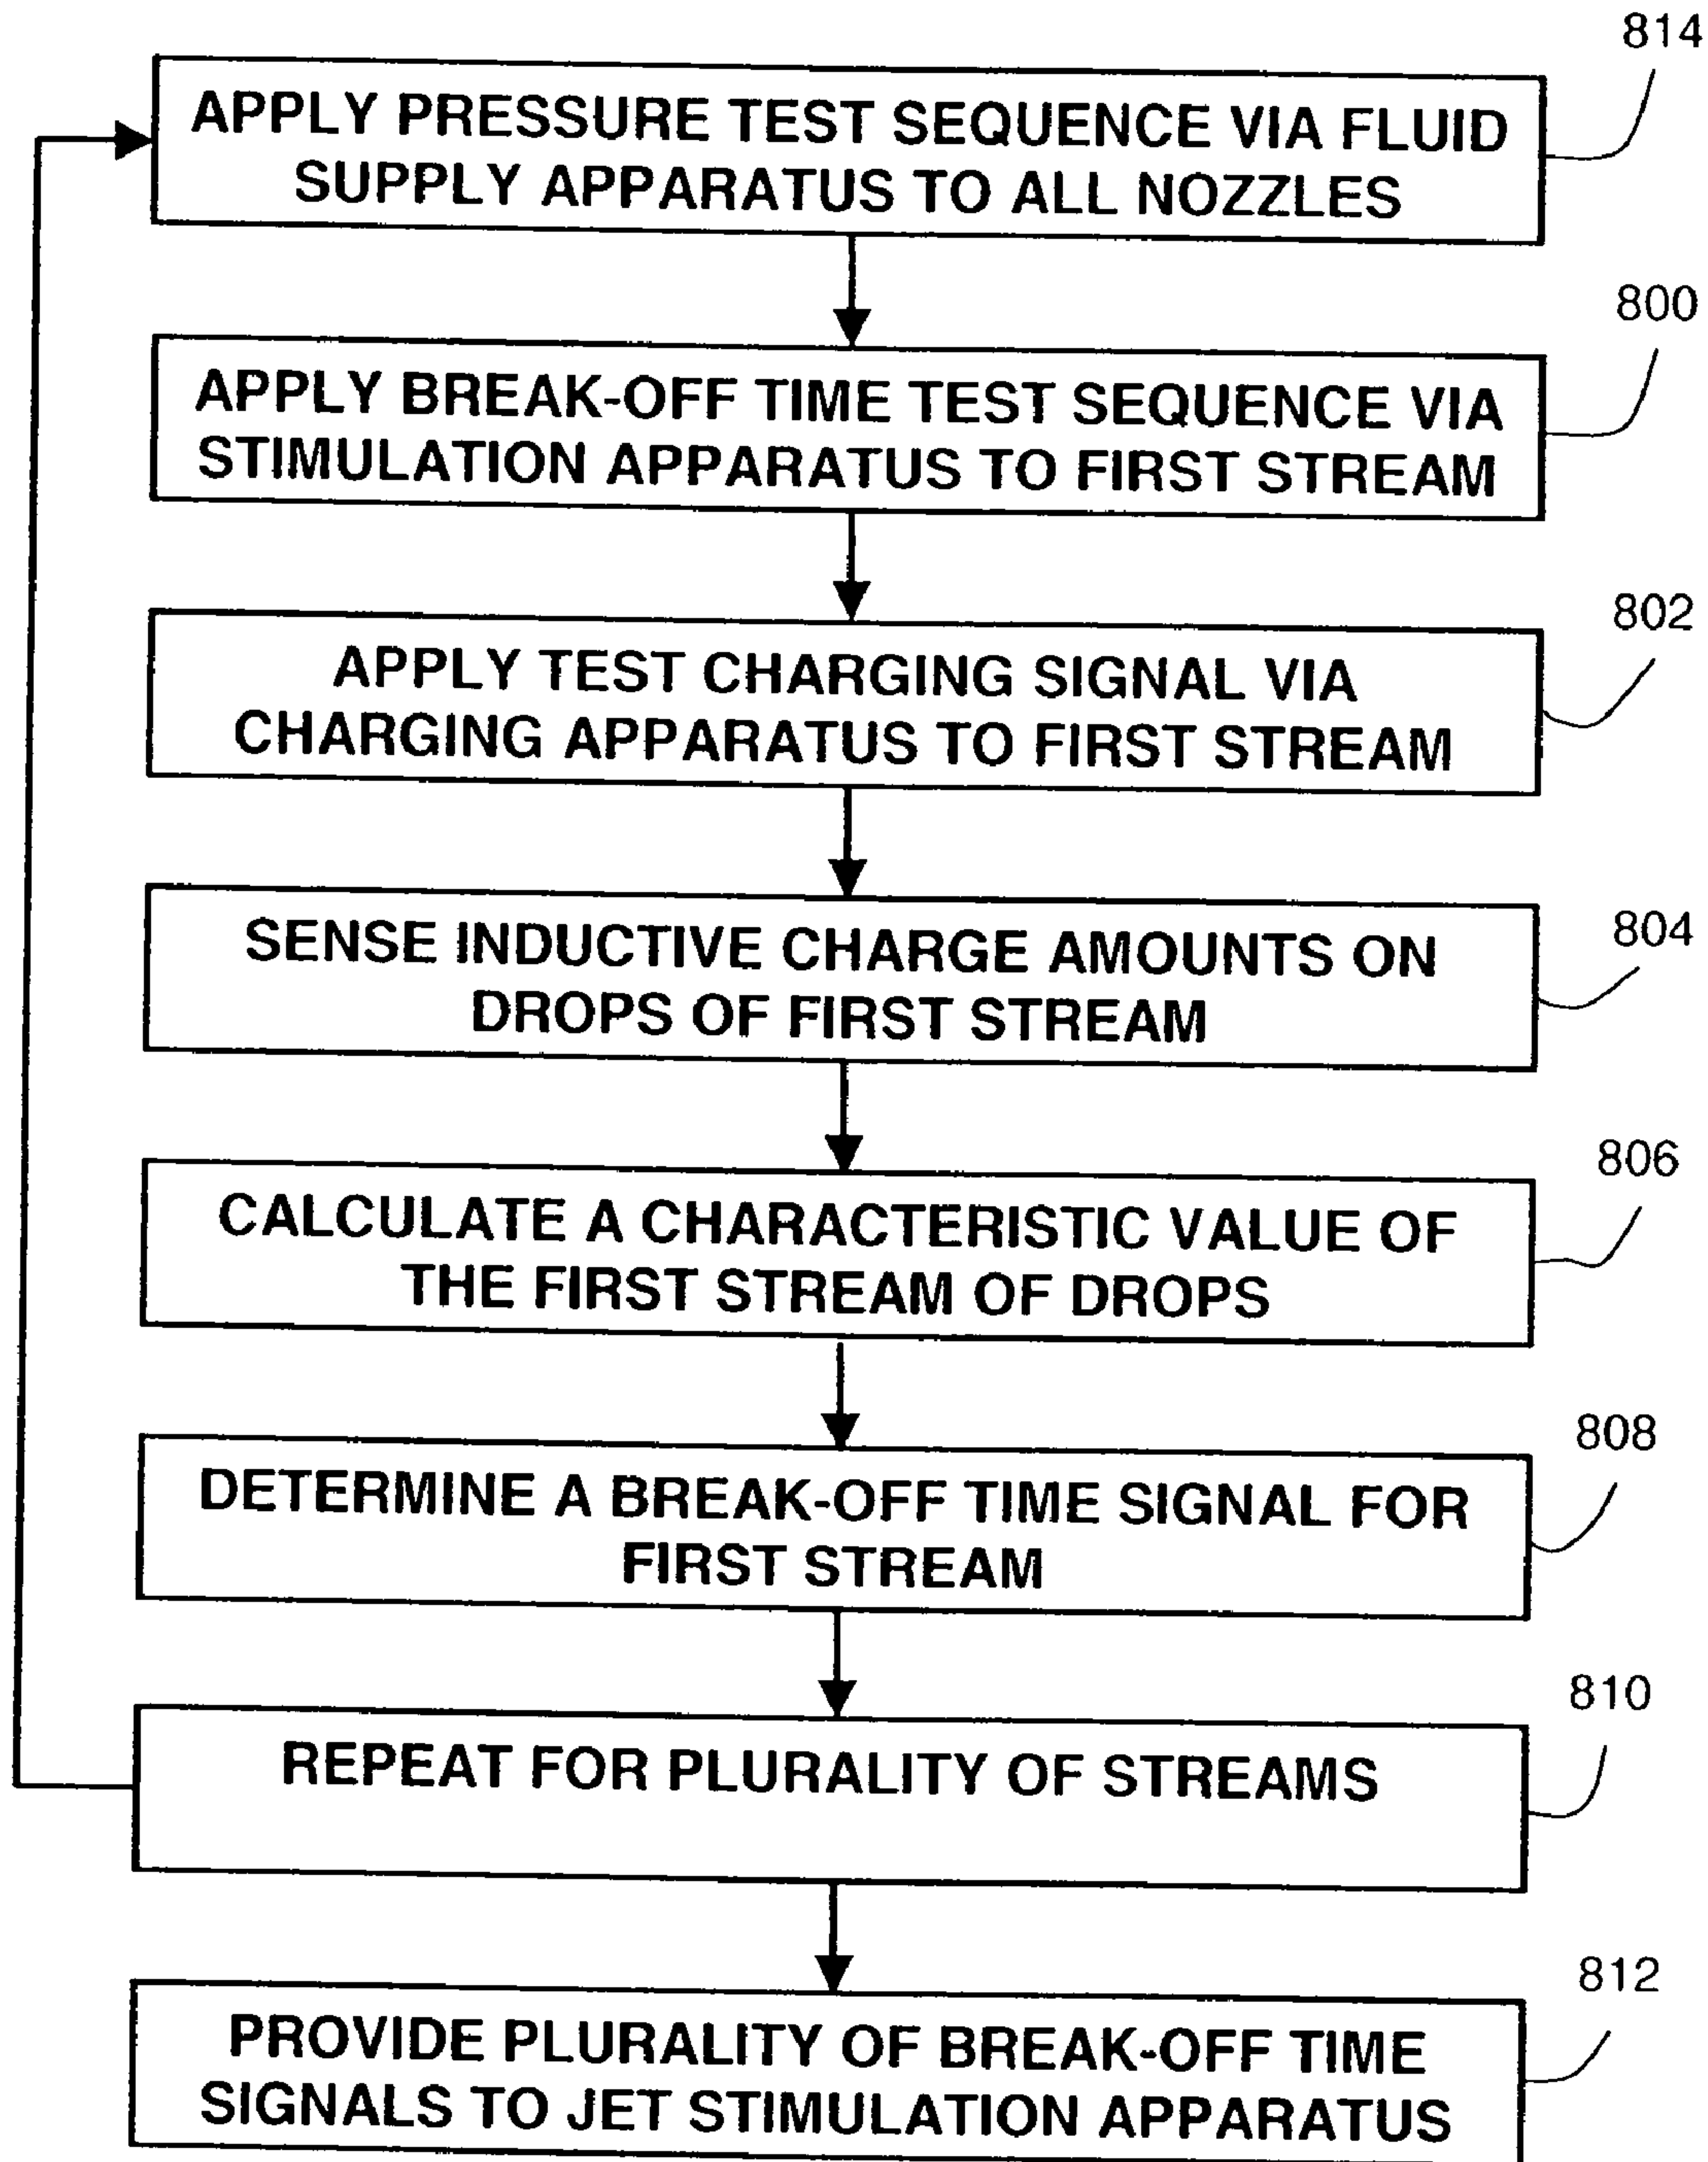 814
APPLY PRESSURE TEST SEQUENCE VIA FLUID
SUPPLY APPARATUS TO ALL NOZZLES
800
APPLY BREAK-OFF TIME TEST SEQUENCE VIA
STIMULATION APPARATUS TO FIRST STREAM
802
APPLY TEST CHARGING SIGNAL VIA
CHARGING APPARATUS TO FIRST STREAM
804
SENSE INDUCTIVE CHARGE AMOUNTS ON
DROPS OF FIRST STREAM
806
CALCULATE A CHARACTERISTIC VALUE OF
THE FIRST STREAM OF DROPS
808
DETERMINE A BREAK-OFF TIME SIGNAL FOR
FIRST STREAM
810
REPEAT FOR PLURALITY OF STREAMS
812
PROVIDE PLURALITY OF BREAK-OFF TIME
SIGNALS TO JET STIMULATION APPARATUS